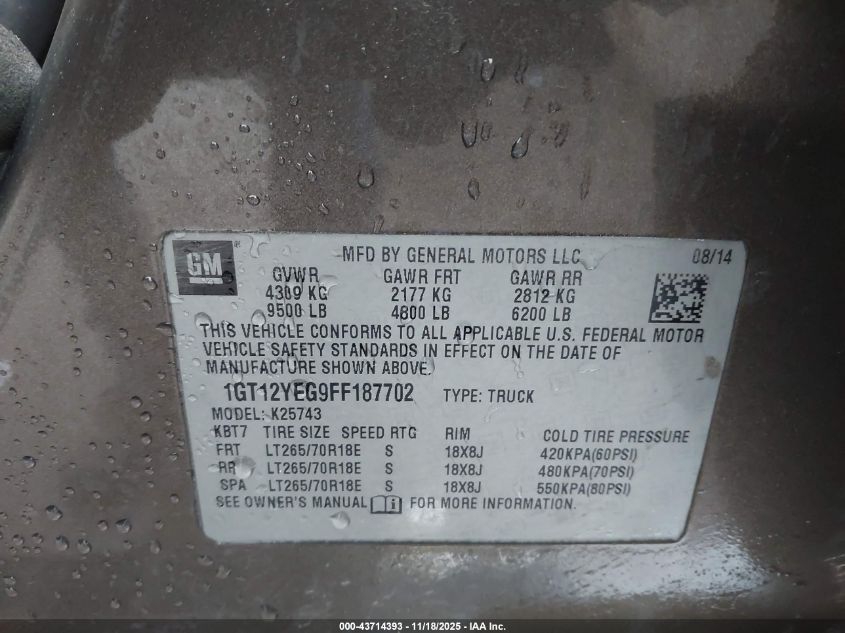 GM
MFD BY GENERAL MOTORS LLC 08/14
GVWR GAWR FRT GAWR RR
4309 KG 2177 KG 2812 KG
9500 LB 4800 LB 6200 LB
THIS VEHICLE CONFORMS TO ALL APPLICABLE U.S. FEDERAL MOTOR
VEHICLE SAFETY STANDARDS IN EFFECT ON THE DATE OF
MANUFACTURE SHOWN ABOVE.
1GT12YEG9FF187702 TYPE: TRUCK
MODEL: K25743
KBT7 TIRE SIZE SPEED RTG RIM COLD TIRE PRESSURE
FRT LT265/70R18E S 18X8J 420KPA(60PSI)
RR LT265/70R18E S 18X8J 480KPA(70PSI)
SPA LT265/70R18E S 18X8J 550KPA(80PSI)
SEE OWNER'S MANUAL FOR MORE INFORMATION.
000-43714393 - 11/18/2025 - IAA Inc.